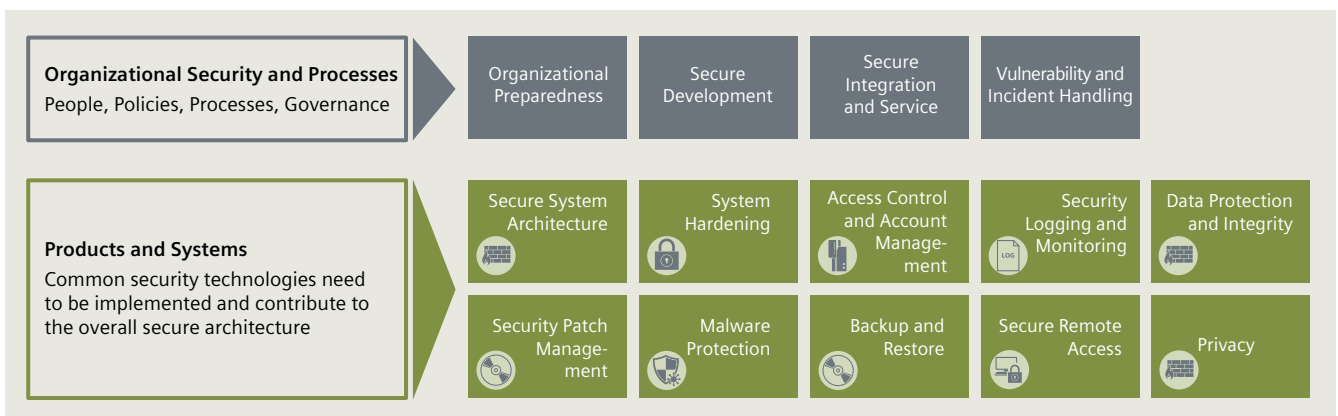 Organizational Security and Processes
People, Policies, Processes, Governance
Organizational
Preparedness
Secure
Development
Secure
Integration
and Service
Vulnerability and
Incident Handling
Products and Systems
Common security technologies need
to be implemented and contribute to
the overall secure architecture
Secure System
Architecture
System
Hardening
Access Control
and Account
Manage-
ment
Security
Logging and
Monitoring
LOG
Data Protection
and Integrity
Security Patch
Manage-
ment
Malware
Protection
Backup and
Restore
Secure Remote
Access
Privacy